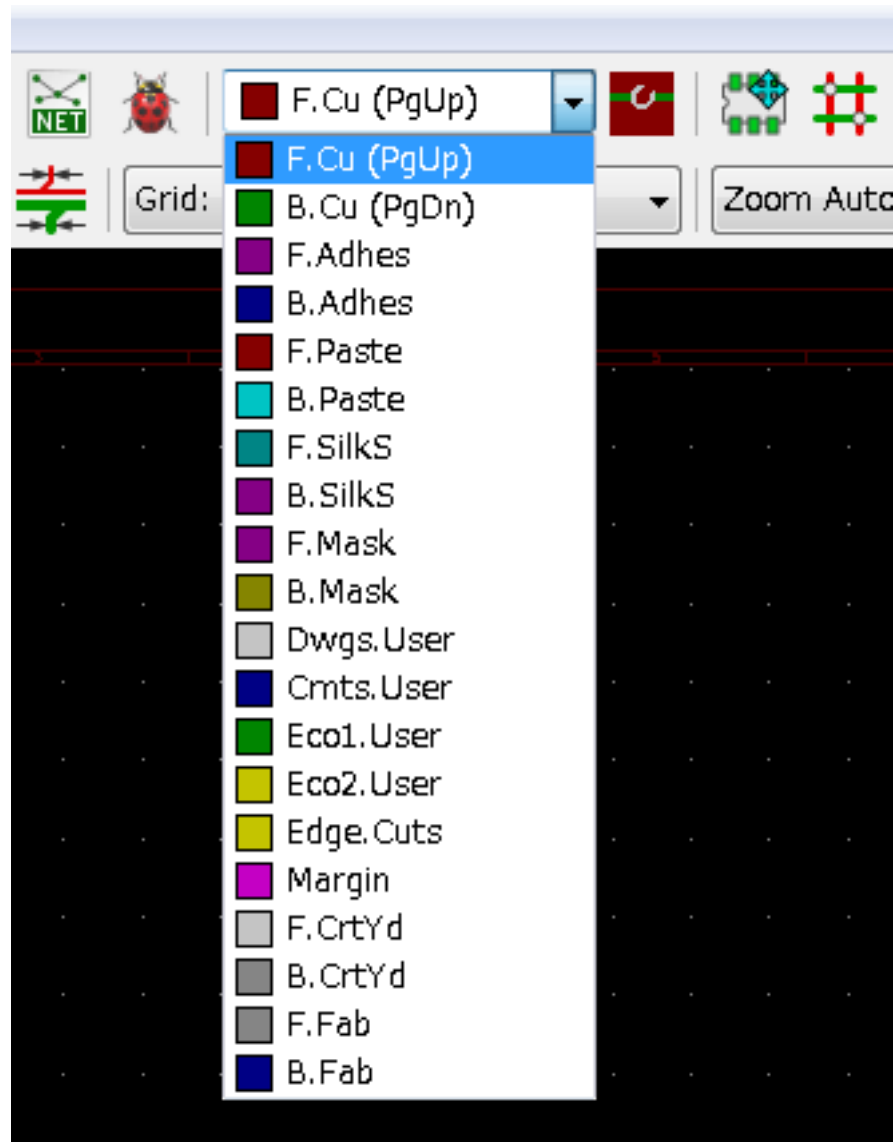 NET
F.Cu (PgUp)
F.Cu (PgUp)
Grid:
Zoom Auto
B.Cu (PgDn)
F.Adhes
B.Adhes
F.Paste
B.Paste
F.SilkS
B.SilkS
F.Mask
B.Mask
Dwgs.User
Cmts.User
Eco1.User
Eco2.User
Edge.Cuts
Margin
F.CrtYd
B.CrtYd
F.Fab
B.Fab